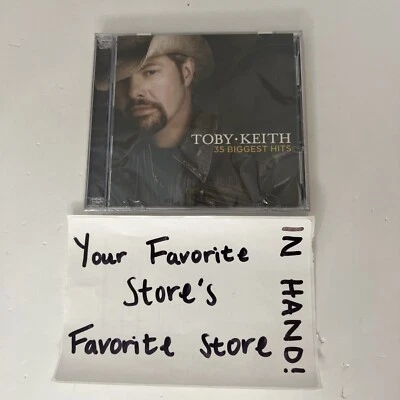 TOBY·KEITH
35 BIGGEST HITS
Your Favorite
Store's
Favorite Store
IN HAND!